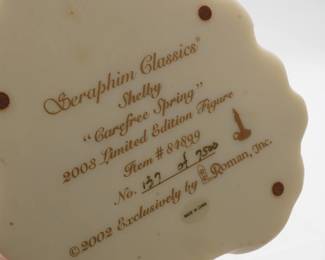 Seraphim Classics®
Shelby
"Carefree Spring"
2003 Limited Edition Figure
Item # 84899
No. 137 of 7500
©2002 Exclusively by Roman, Inc.